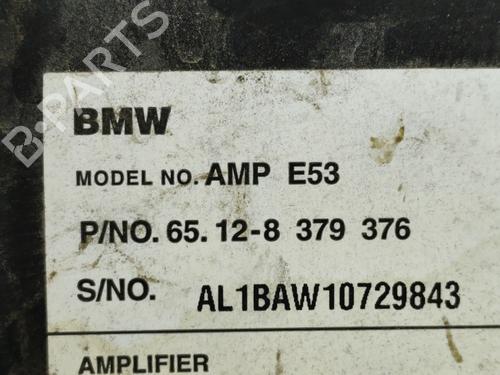 B-PARTS
BMW
MODEL NO. AMP E53
P/NO. 65. 12-8 379 376
S/NO. AL1BAW10729843
AMPLIFIER